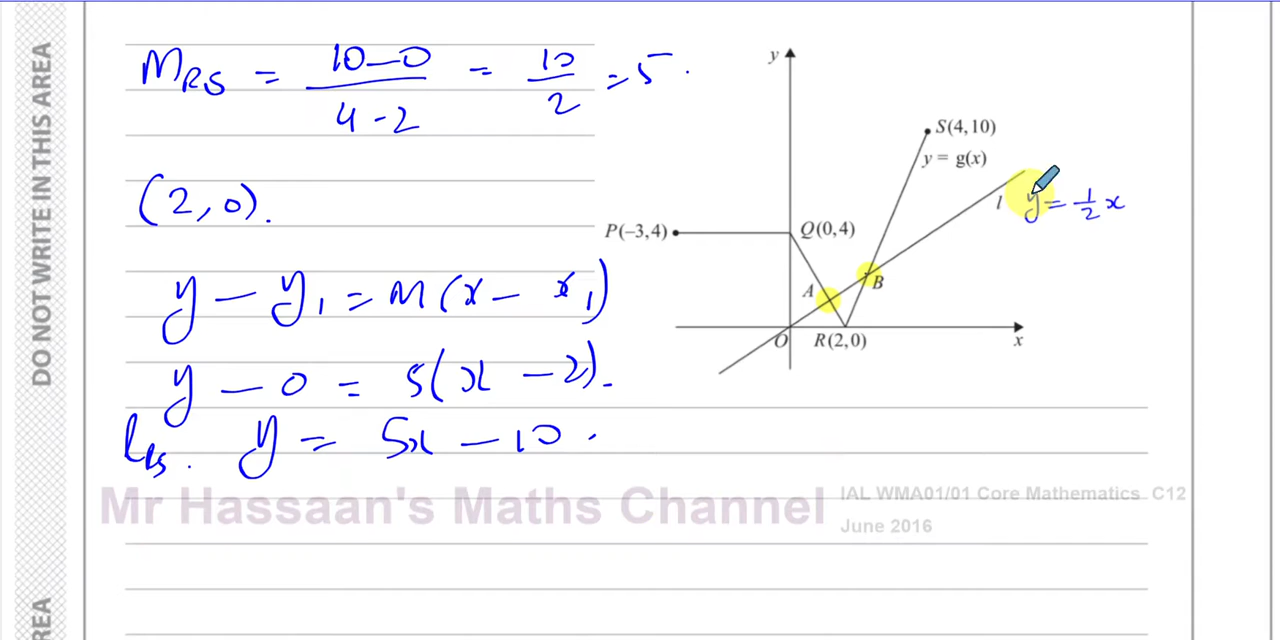 DO NOT WRITE IN THIS AREA
M_RS = 10-0 / 4-2 = 10/2 = 5.
(2,0).
y - y₁ = m(x - x₁)
y - 0 = 5(x - 2).
l_RS. y = 5x - 10.
y
S(4, 10)
y = g(x)
l y = 1/2 x
P(–3, 4)
Q(0, 4)
A
B
O
R(2, 0)
x
Mr Hassaan's Maths Channel
IAL WMA01/01 Core Mathematics C12
June 2016
REA